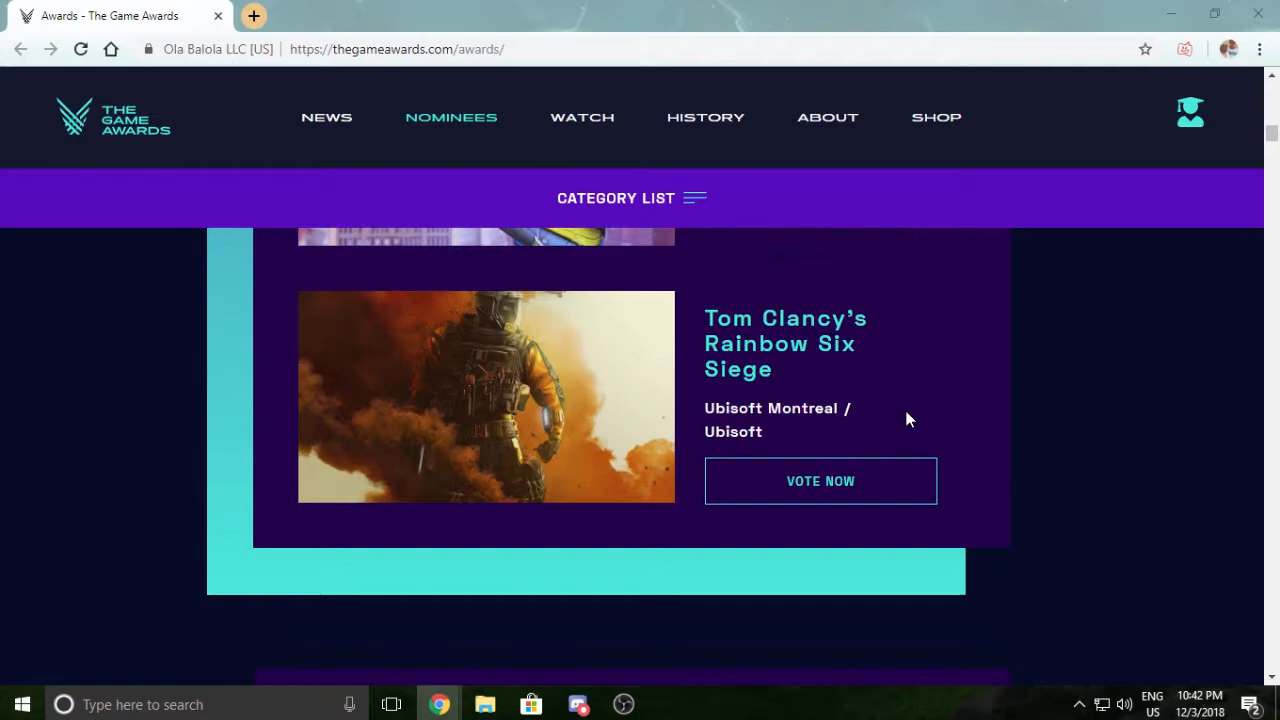 Awards - The Game Awards
Ola Balola LLC [US] https://thegameawards.com/awards/
THE
GAME
AWARDS
NEWS NOMINEES WATCH HISTORY ABOUT SHOP
CATEGORY LIST
Tom Clancy's
Rainbow Six
Siege
Ubisoft Montreal /
Ubisoft
VOTE NOW
Type here to search
ENG
US
10:42 PM
12/3/2018
2